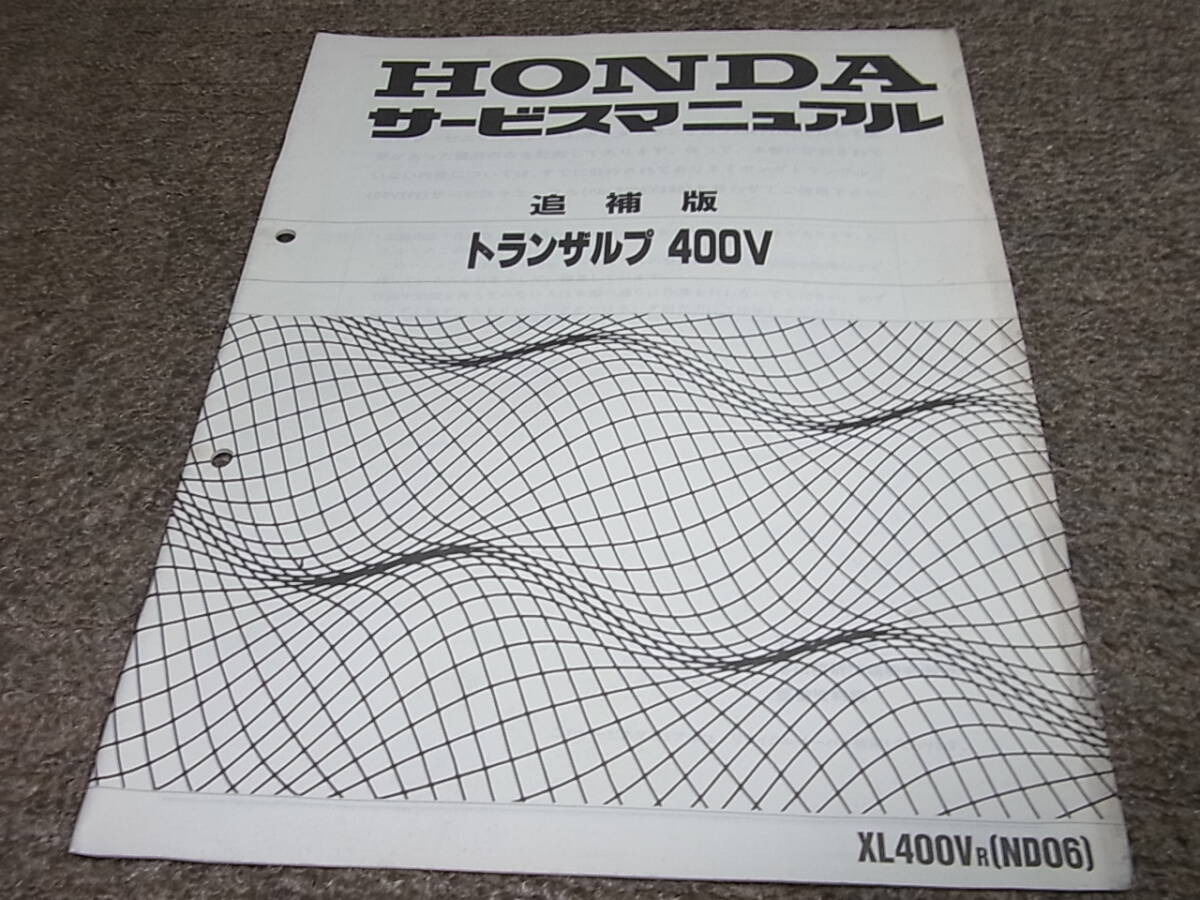 HONDA
サービスマニュアル
追補版
トランザルプ 400V
XL400VR(ND06)